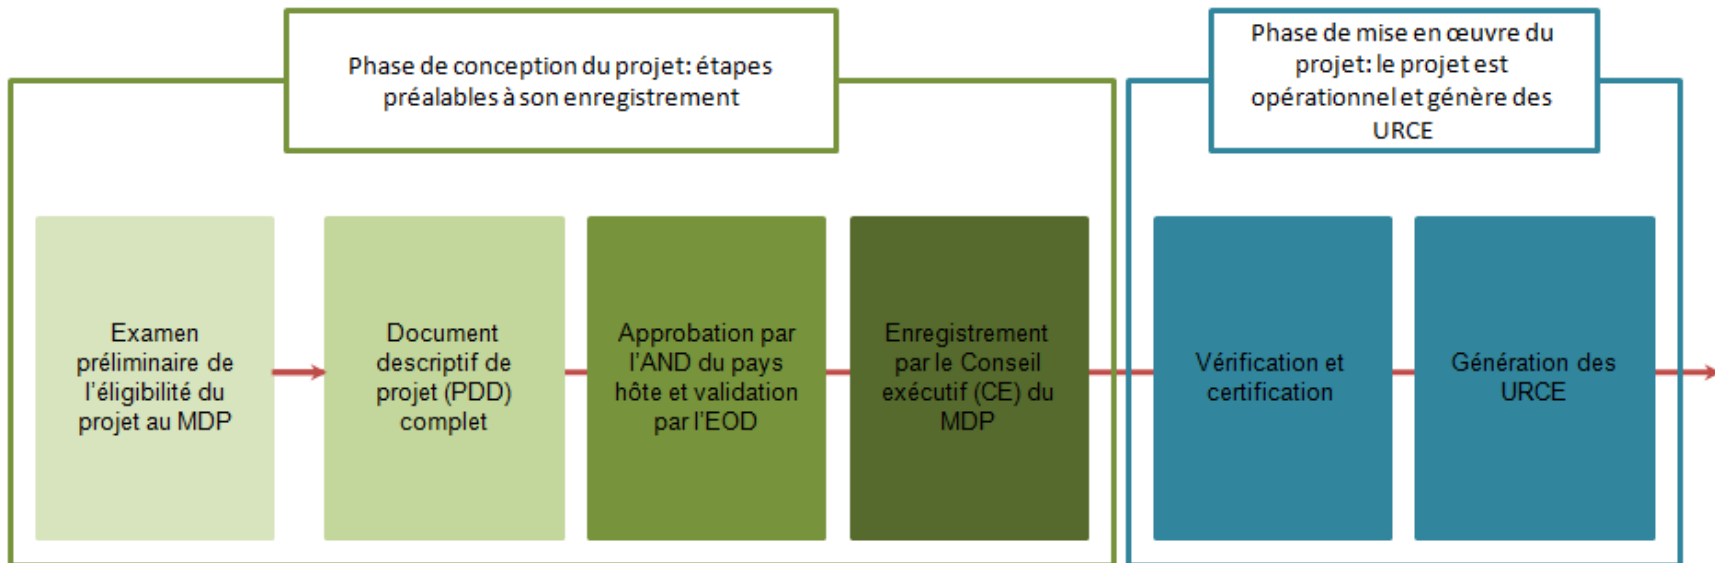 Phase de conception du projet: étapes
préalables à son enregistrement
Phase de mise en œuvre du
projet: le projet est
opérationnel et génère des
URCE
Examen
préliminaire de
l'éligibilité du
projet au MDP
Document
descriptif de
projet (PDD)
complet
Approbation par
l'AND du pays
hôte et validation
par l'EOD
Enregistrement
par le Conseil
exécutif (CE) du
MDP
Vérification et
certification
Génération des
URCE